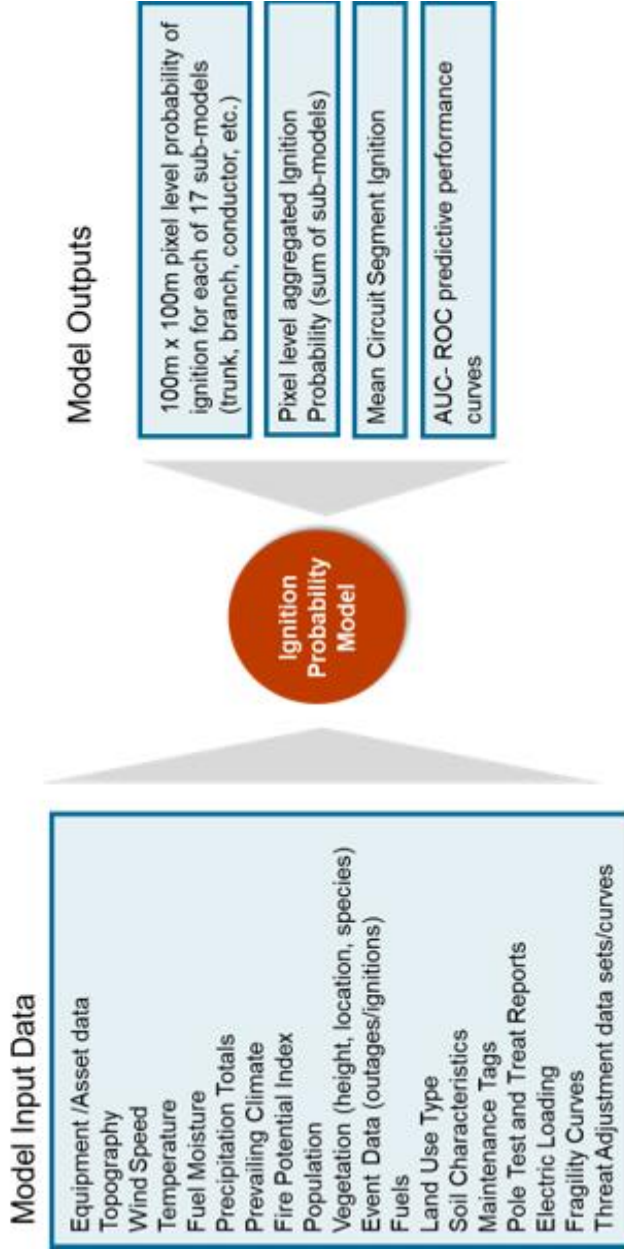 Model Input Data
Equipment /Asset data
Topography
Wind Speed
Temperature
Fuel Moisture
Precipitation Totals
Prevailing Climate
Fire Potential Index
Population
Vegetation (height, location, species)
Event Data (outages/ignitions)
Fuels
Land Use Type
Soil Characteristics
Maintenance Tags
Pole Test and Treat Reports
Electric Loading
Fragility Curves
Threat Adjustment data sets/curves
Ignition
Probability
Model
Model Outputs
100m x 100m pixel level probability of
ignition for each of 17 sub-models
(trunk, branch, conductor, etc.)
Pixel level aggregated Ignition
Probability (sum of sub-models)
Mean Circuit Segment Ignition
AUC- ROC predictive performance
curves